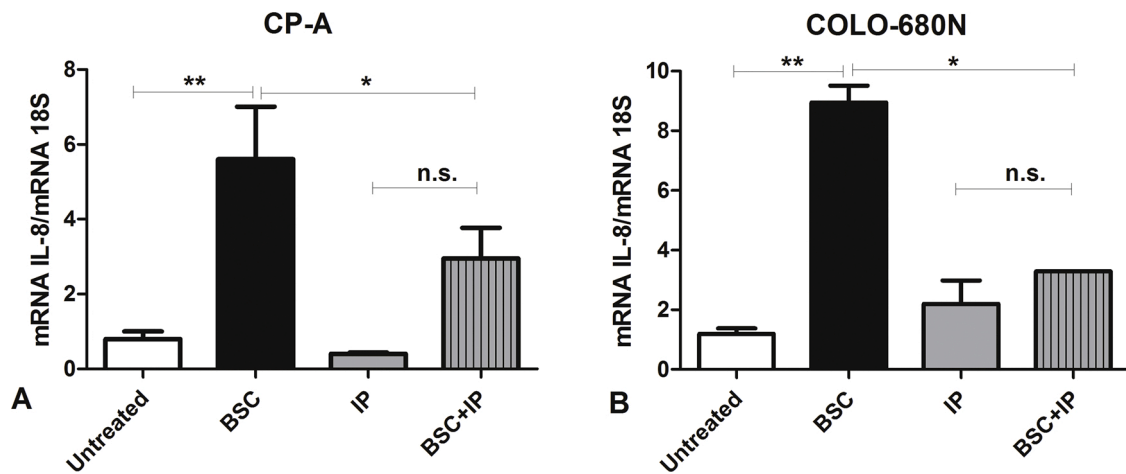 CP-A
mRNA IL-8/mRNA 18S
8
6
4
2
0
**
*
n.s.
Untreated
BSC
IP
BSC+IP
A
COLO-680N
mRNA IL-8/mRNA 18S
10
8
6
4
2
0
**
*
n.s.
Untreated
BSC
IP
BSC+IP
B